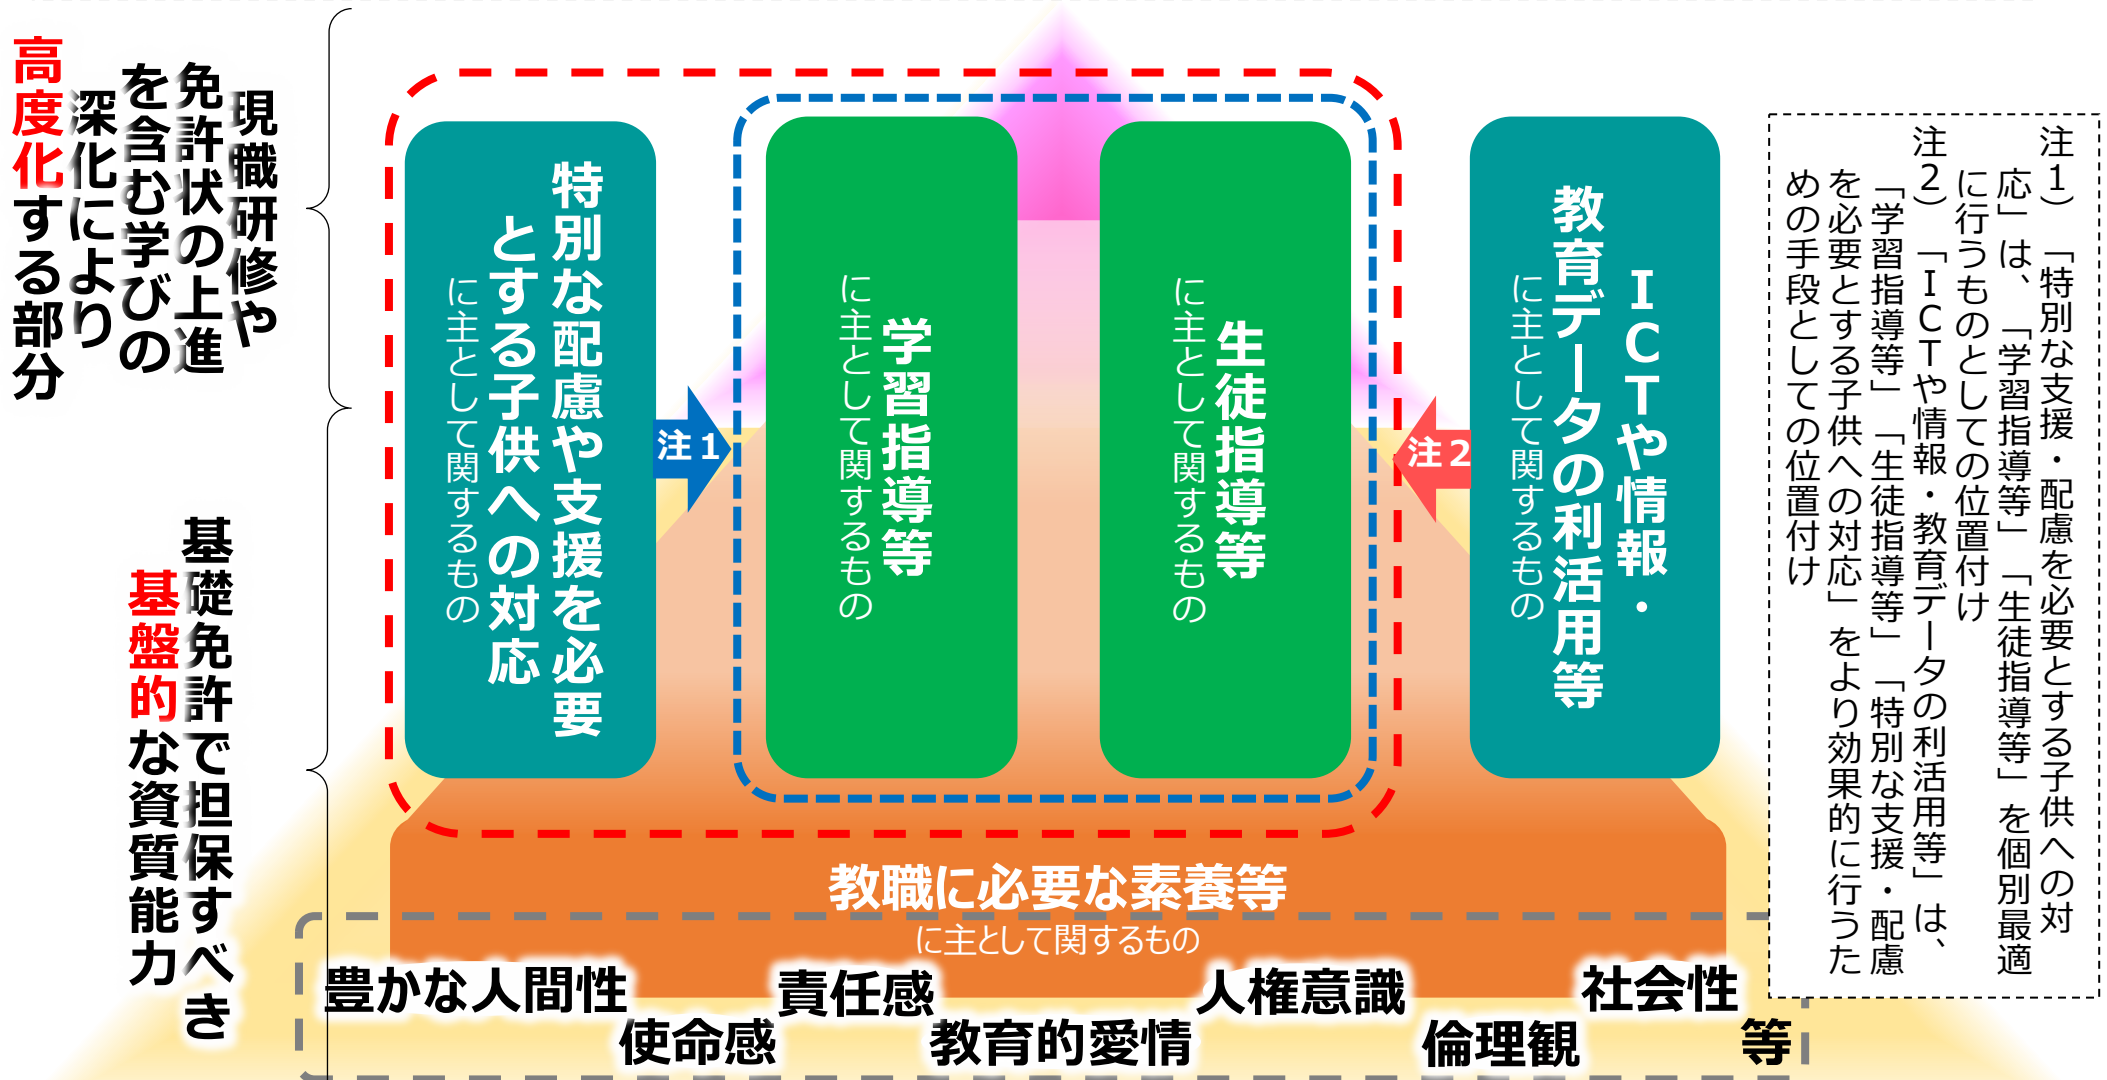 現職研修や
免許状の上進
を含む学びの
深化により
高度化する部分
基礎免許で担保すべき
基盤的な資質能力
特別な配慮や支援を必要
とする子供への対応
に主として関するもの
注１
学習指導等
に主として関するもの
生徒指導等
に主として関するもの
注２
ＩＣＴや情報・
教育データの利活用等
に主として関するもの
教職に必要な素養等
に主として関するもの
豊かな人間性
使命感
責任感
教育的愛情
人権意識
倫理観
社会性
等
注１）「特別な支援・配慮を必要とする子供への対
応」は、「学習指導等」「生徒指導等」を個別最適
に行うものとしての位置付け
注２）「ＩＣＴや情報・教育データの利活用等」は、
「学習指導等」「生徒指導等」「特別な支援・配慮
を必要とする子供への対応」をより効果的に行うた
めの手段としての位置付け